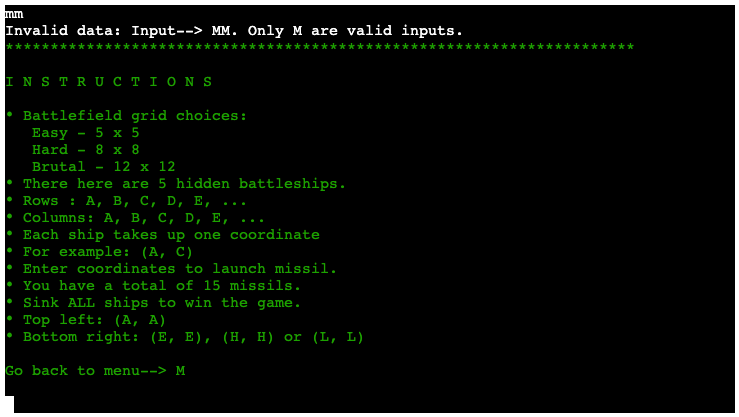 mm
Invalid data: Input--> MM. Only M are valid inputs.
**********************************************************************
I N S T R U C T I O N S
• Battlefield grid choices:
Easy - 5 x 5
Hard - 8 x 8
Brutal - 12 x 12
• There here are 5 hidden battleships.
• Rows : A, B, C, D, E, ...
• Columns: A, B, C, D, E, ...
• Each ship takes up one coordinate
• For example: (A, C)
• Enter coordinates to launch missil.
• You have a total of 15 missils.
• Sink ALL ships to win the game.
• Top left: (A, A)
• Bottom right: (E, E), (H, H) or (L, L)
Go back to menu--> M